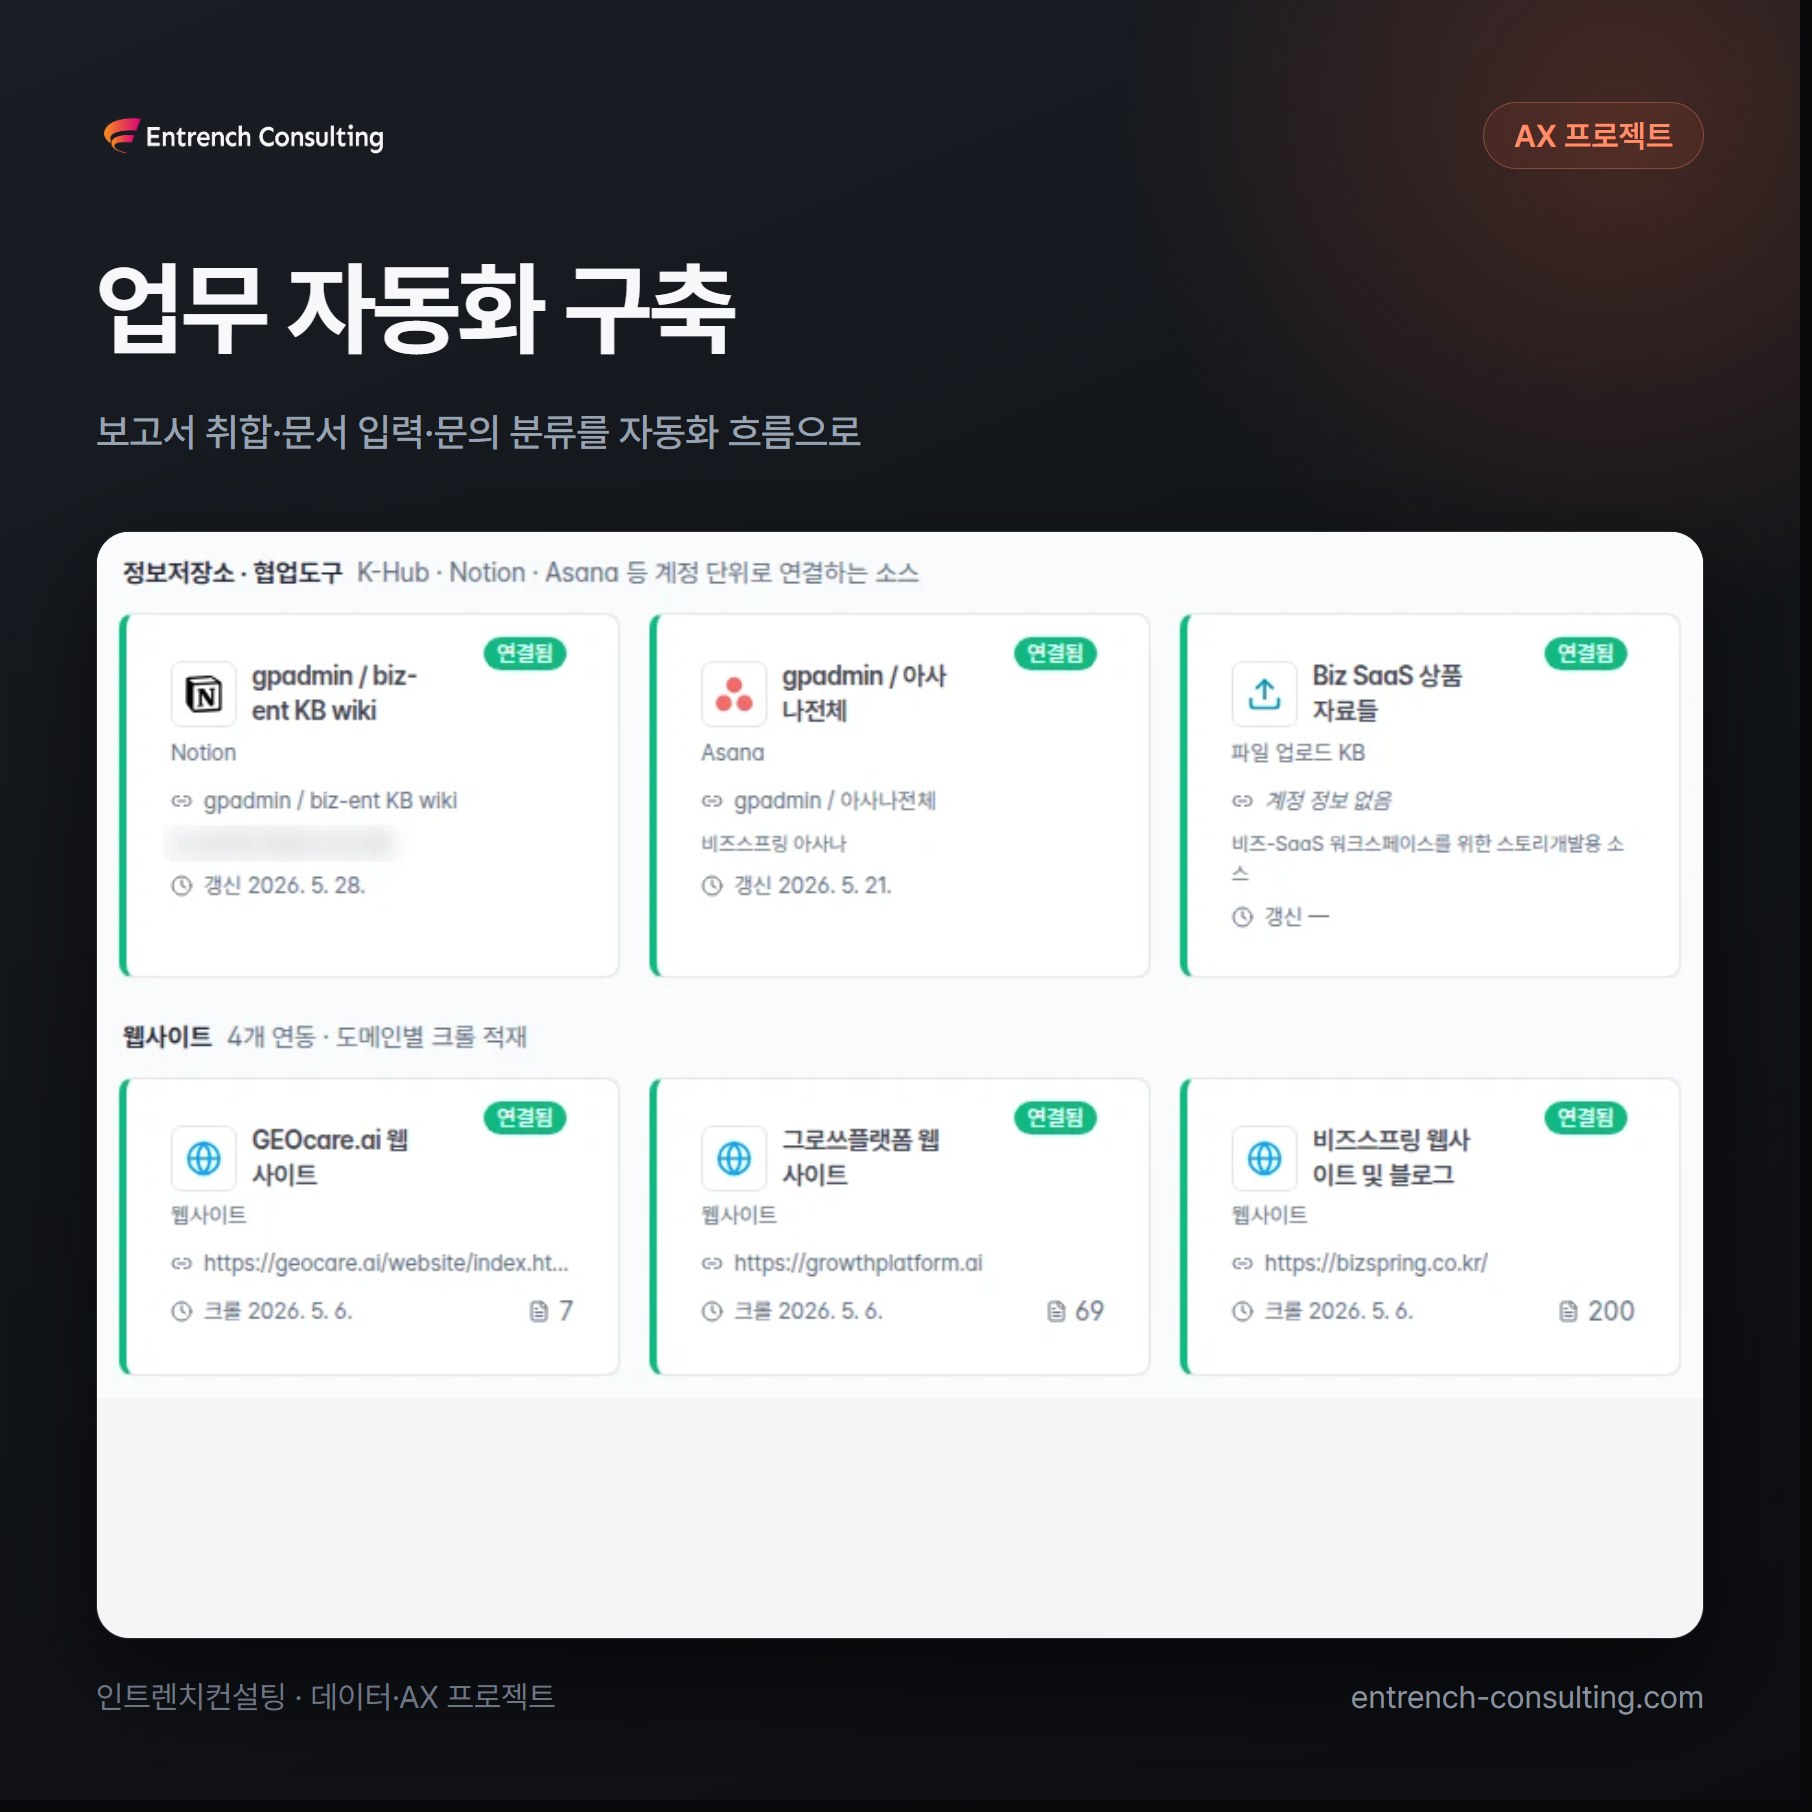 Entrench Consulting
AX 프로젝트
업무 자동화 구축
보고서 취합·문서 입력·문의 분류를 자동화 흐름으로
정보저장소 · 협업도구 K-Hub · Notion · Asana 등 계정 단위로 연결하는 소스
연결됨
gpadmin / biz-
ent KB wiki
Notion
gpadmin / biz-ent KB wiki
갱신 2026. 5. 28.
연결됨
gpadmin / 아사
나전체
Asana
gpadmin / 아사나전체
비즈스프링 아사나
갱신 2026. 5. 21.
연결됨
Biz SaaS 상품
자료들
파일 업로드 KB
계정 정보 없음
비즈-SaaS 워크스페이스를 위한 스토리개발용 소
스
갱신 —
웹사이트 4개 연동 · 도메인별 크롤 적재
연결됨
GEOcare.ai 웹
사이트
웹사이트
https://geocare.ai/website/index.ht...
크롤 2026. 5. 6. 7
연결됨
그로쓰플랫폼 웹
사이트
웹사이트
https://growthplatform.ai
크롤 2026. 5. 6. 69
연결됨
비즈스프링 웹사
이트 및 블로그
웹사이트
https://bizspring.co.kr/
크롤 2026. 5. 6. 200
인트렌치컨설팅 · 데이터·AX 프로젝트
entrench-consulting.com